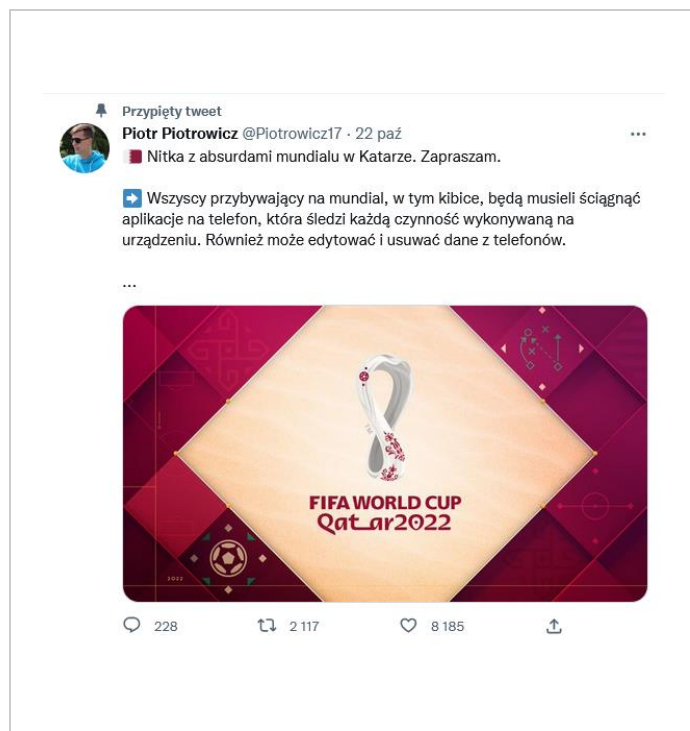 Przypięty tweet
Piotr Piotrowicz @Piotrowicz17 · 22 paź
🇶🇦 Nitka z absurdami mundialu w Katarze. Zapraszam.
➡️ Wszyscy przybywający na mundial, w tym kibice, będą musieli ściągnąć
aplikacje na telefon, która śledzi każdą czynność wykonywaną na
urządzeniu. Również może edytować i usuwać dane z telefonów.
...
FIFA WORLD CUP
Qatar2022
2022
228 2 117 8 185